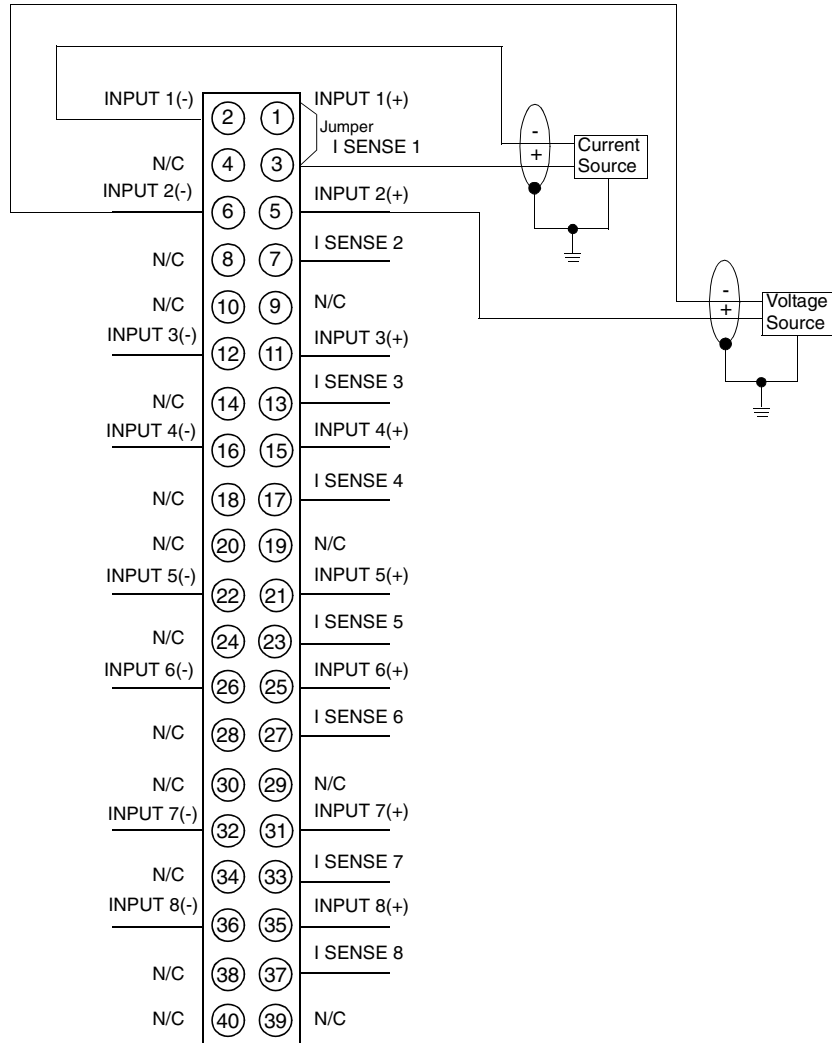 INPUT 1(-) 2 1 INPUT 1(+)
Jumper
I SENSE 1
N/C 4 3
- + Current
Source
INPUT 2(-) 6 5 INPUT 2(+)
I SENSE 2
N/C 8 7
N/C 10 9 N/C
- + Voltage
Source
INPUT 3(-) 12 11 INPUT 3(+)
I SENSE 3
N/C 14 13
INPUT 4(-) 16 15 INPUT 4(+)
I SENSE 4
N/C 18 17
N/C 20 19 N/C
INPUT 5(-) 22 21 INPUT 5(+)
I SENSE 5
N/C 24 23
INPUT 6(-) 26 25 INPUT 6(+)
I SENSE 6
N/C 28 27
N/C 30 29 N/C
INPUT 7(-) 32 31 INPUT 7(+)
I SENSE 7
N/C 34 33
INPUT 8(-) 36 35 INPUT 8(+)
I SENSE 8
N/C 38 37
N/C 40 39 N/C